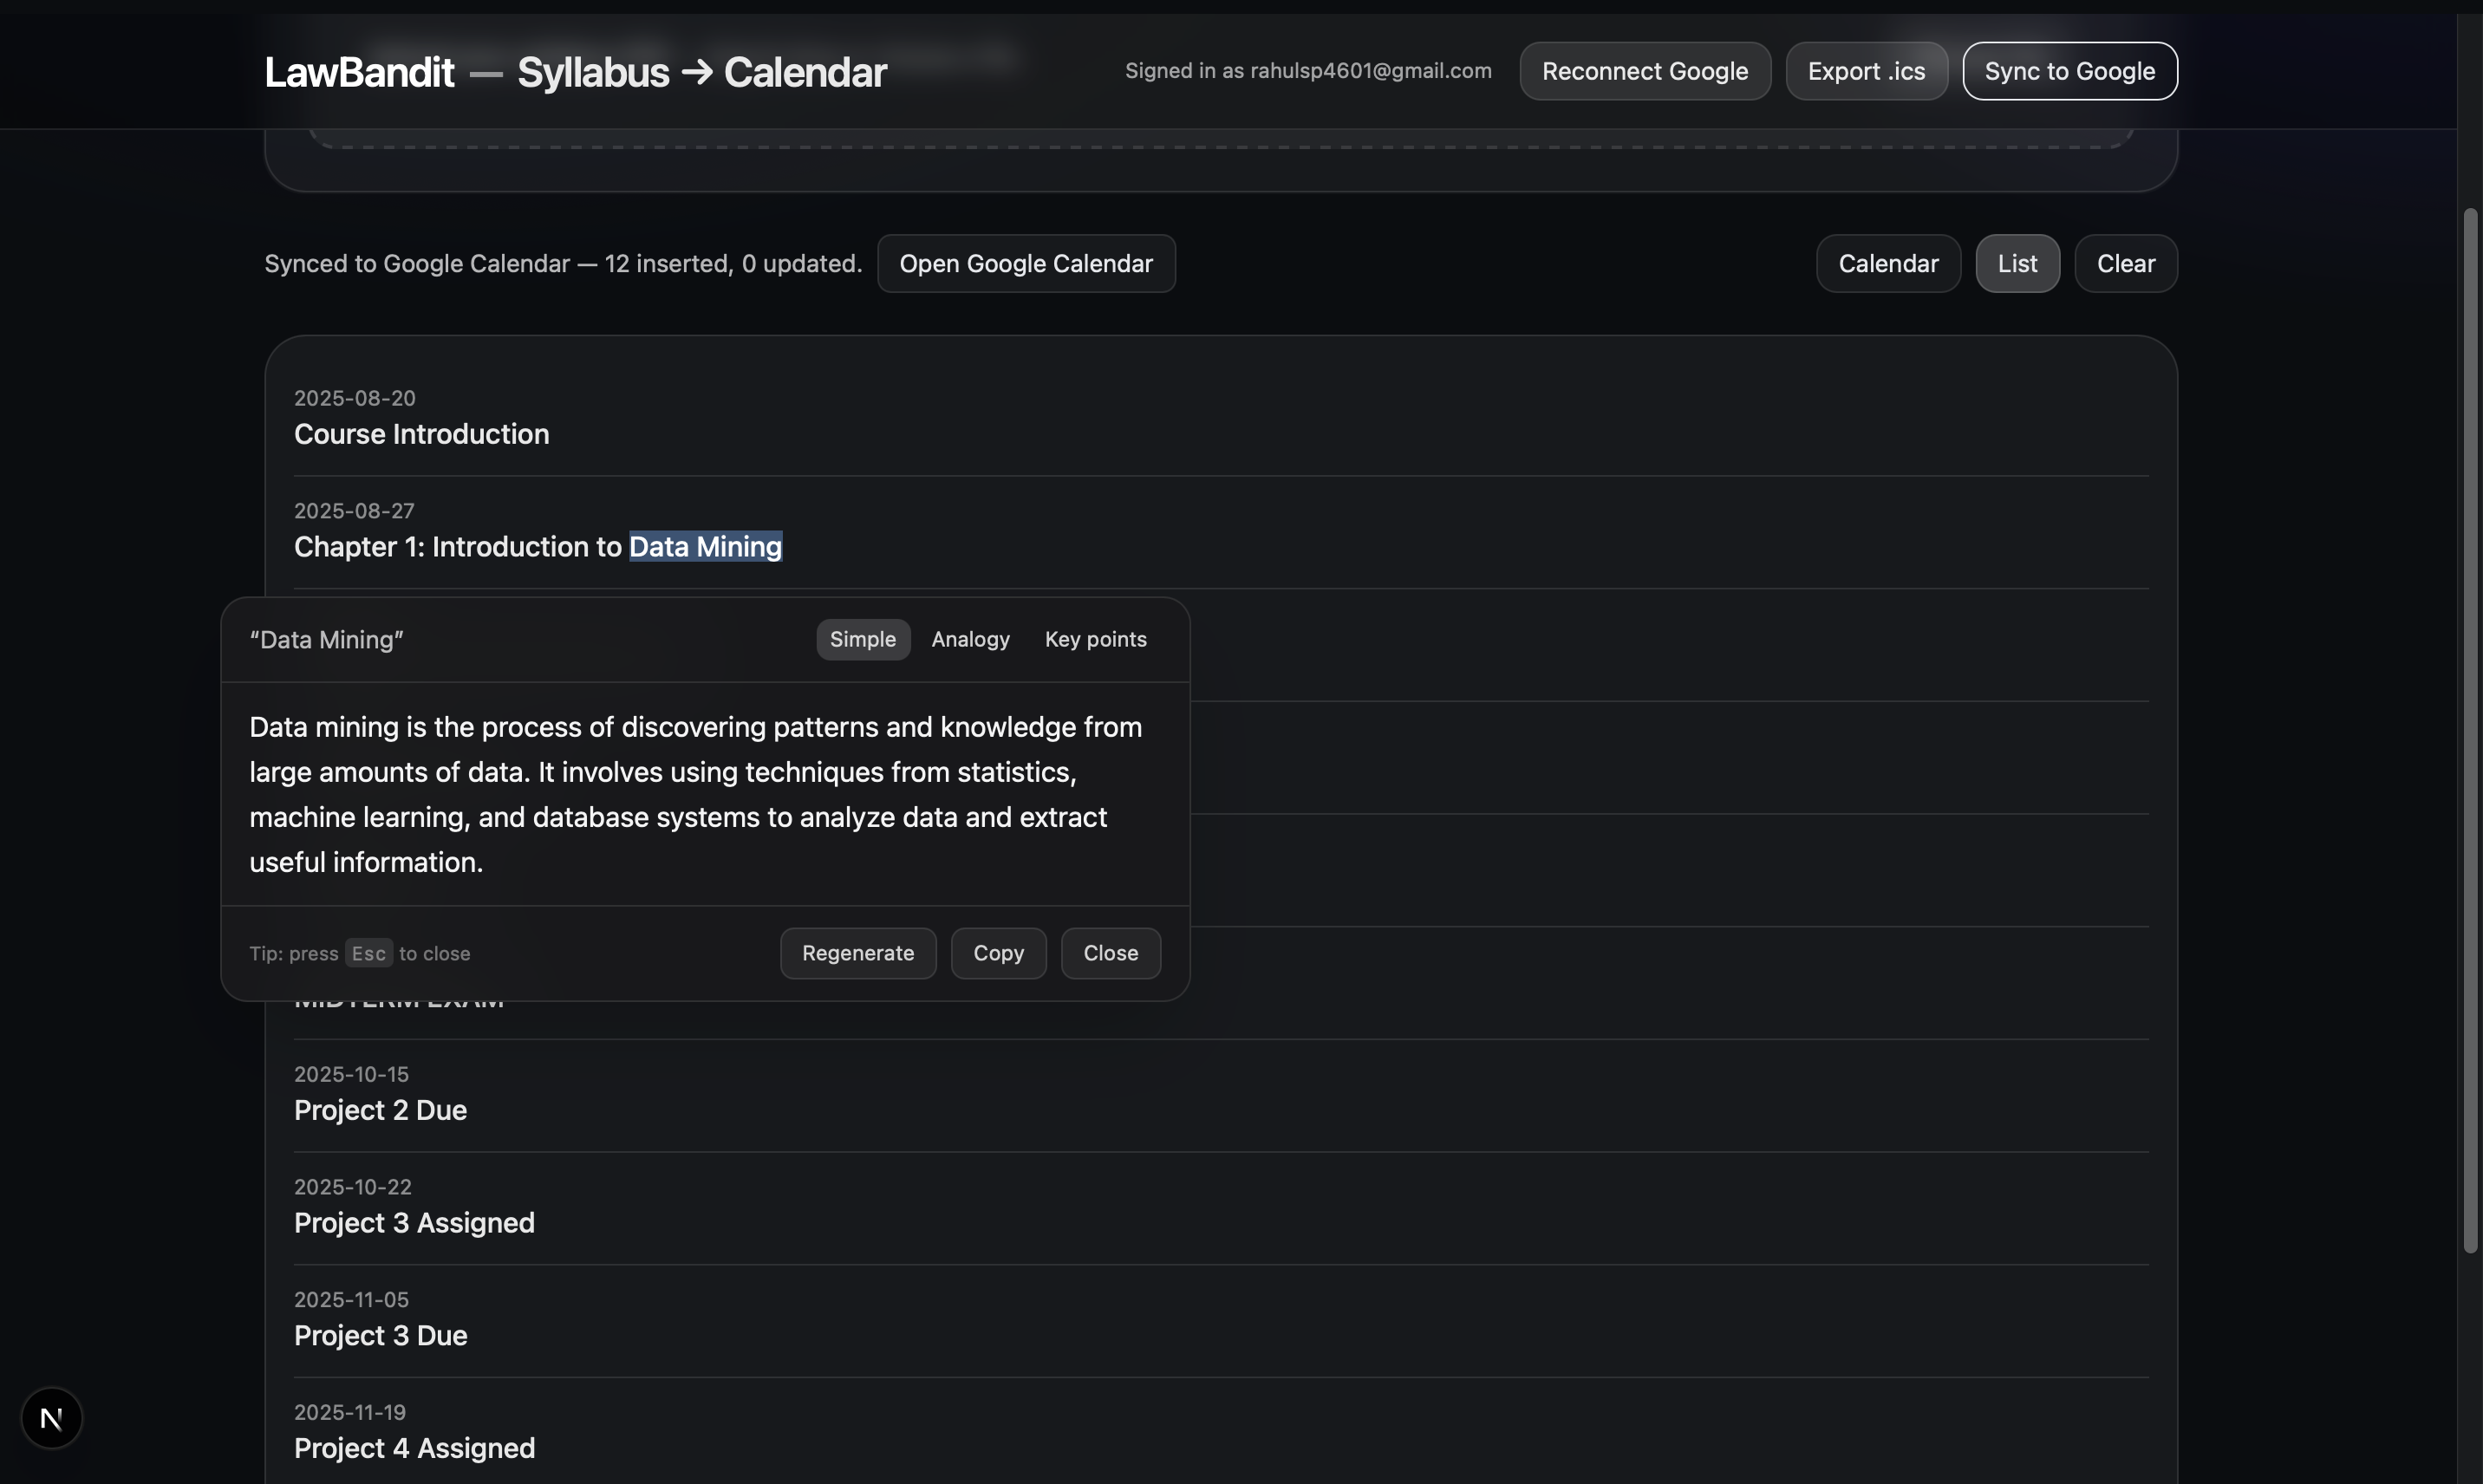 LawBandit — Syllabus → Calendar
Signed in as rahulsp4601@gmail.com
Reconnect Google
Export .ics
Sync to Google
Synced to Google Calendar — 12 inserted, 0 updated.
Open Google Calendar
Calendar
List
Clear
2025-08-20
Course Introduction
2025-08-27
Chapter 1: Introduction to Data Mining
“Data Mining”
Simple
Analogy
Key points
Data mining is the process of discovering patterns and knowledge from
large amounts of data. It involves using techniques from statistics,
machine learning, and database systems to analyze data and extract
useful information.
Tip: press Esc to close
Regenerate
Copy
Close
MIDTERM EXAM
2025-10-15
Project 2 Due
2025-10-22
Project 3 Assigned
2025-11-05
Project 3 Due
2025-11-19
Project 4 Assigned
N